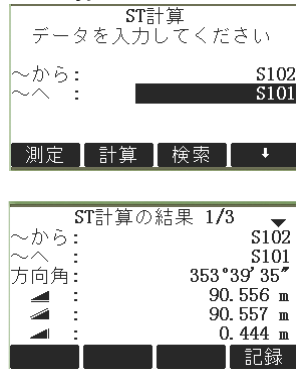 ST計算
データを入力してください
～から： S102
～へ ： S101
測定 計算 検索 ↓
ST計算の結果 1/3
～から： S102
～へ ： S101
方向角： 353°39′35″
： 90.556 m
： 90.557 m
： 0.444 m
記録